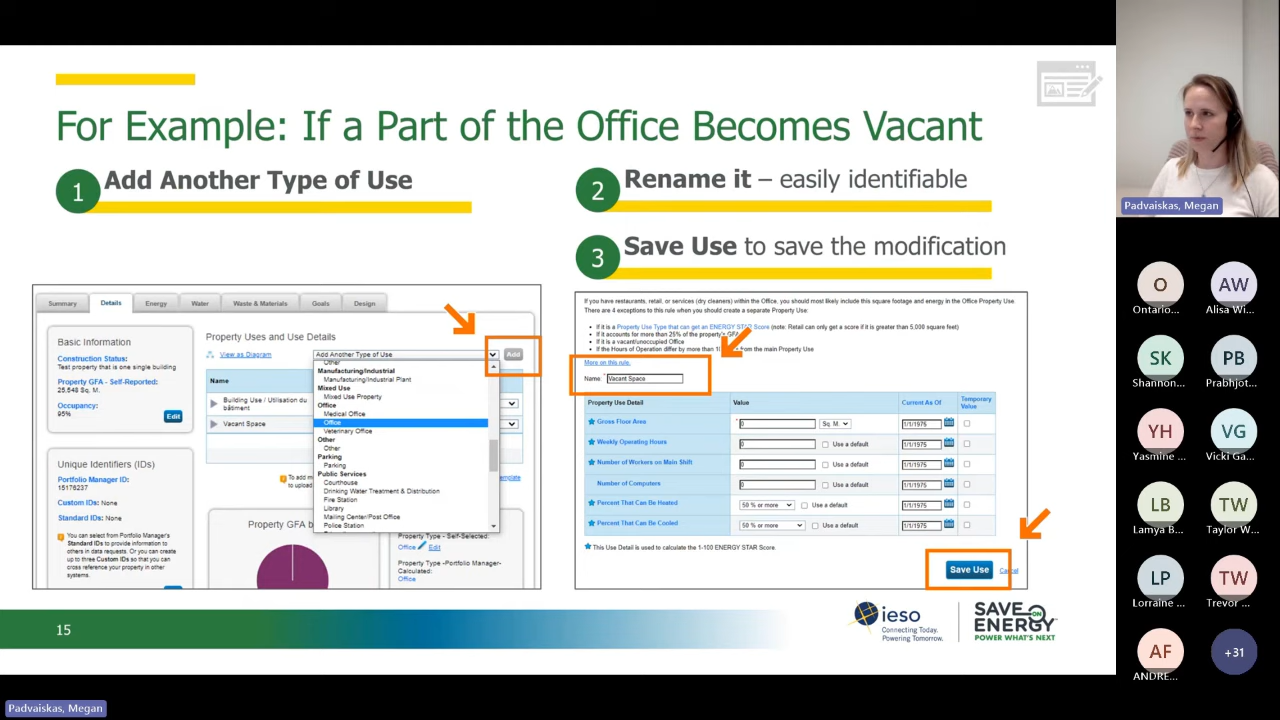 For Example: If a Part of the Office Becomes Vacant
1 Add Another Type of Use
2 Rename it – easily identifiable
3 Save Use to save the modification
Summary Details Energy Water Waste & Materials Goals Design
Basic Information
Construction Status:
Test property that is one single building
Property GFA - Self-Reported:
25,548 Sq. M.
Occupancy:
95%
Edit
Unique Identifiers (IDs)
Portfolio Manager ID:
15176237
Custom IDs: None
Standard IDs: None
You can select from Portfolio Manager's
Standard IDs to provide information to
others in data requests. Or you can create
up to three Custom IDs so that you can
cross reference your property in other
systems.
Property Uses and Use Details
View as Diagram
Add Another Type of Use
Add
Name
Building Use / Utilisation du
bâtiment
Vacant Space
Other
Manufacturing/Industrial
Manufacturing/Industrial Plant
Mixed Use
Mixed Use Property
Office
Medical Office
Office
Veterinary Office
Other
Other
Parking
Parking
Public Services
Courthouse
Drinking Water Treatment & Distribution
Fire Station
Library
Mailing Center/Post Office
Police Station
To add m
to upload
mplate
Property GFA b
Property Type - Self-Selected:
Office Edit
Property Type -Portfolio Manager-
Calculated:
Office
If you have restaurants, retail, or services (dry cleaners) within the Office, you should most likely include this square footage and energy in the Office Property Use.
There are 4 exceptions to this rule when you should create a separate Property Use:
If it is a Property Use Type that can get an ENERGY STAR Score (note: Retail can only get a score if it is greater than 5,000 square feet)
If it accounts for more than 25% of the property's GFA
If it is a vacant/unoccupied Office
If the Hours of Operation differ by more than 10 from the main Property Use
More on this rule.
Name: Vacant Space
Property Use Detail Value Current As Of Temporary
Value
Gross Floor Area * 0 Sq. M. 1/1/1975
Weekly Operating Hours 0 Use a default 1/1/1975
Number of Workers on Main Shift 0 Use a default 1/1/1975
Number of Computers 0 Use a default 1/1/1975
Percent That Can Be Heated 50 % or more Use a default 1/1/1975
Percent That Can Be Cooled 50 % or more Use a default 1/1/1975
This Use Detail is used to calculate the 1-100 ENERGY STAR Score.
Save Use Cancel
15
ieso
Connecting Today.
Powering Tomorrow.
SAVE ON
ENERGY
POWER WHAT'S NEXT
Padvaiskas, Megan
O AW
Ontario... Alisa Wi...
SK PB
Shannon... Prabhjot...
YH VG
Yasmine ... Vicki Ga...
LB TW
Lamya B... Taylor W...
LP TW
Lorraine ... Trevor ...
AF +31
ANDRE...
Padvaiskas, Megan